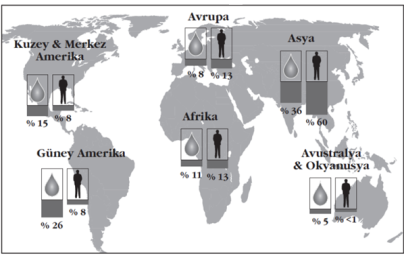 Kuzey & Merkez
Amerika
% 15 % 8
Avrupa
% 8 % 13
Asya
% 36
% 60
Güney Amerika
% 8
% 26
Afrika
% 11 % 13
Avustralya
& Okyanusya
% 5 % <1